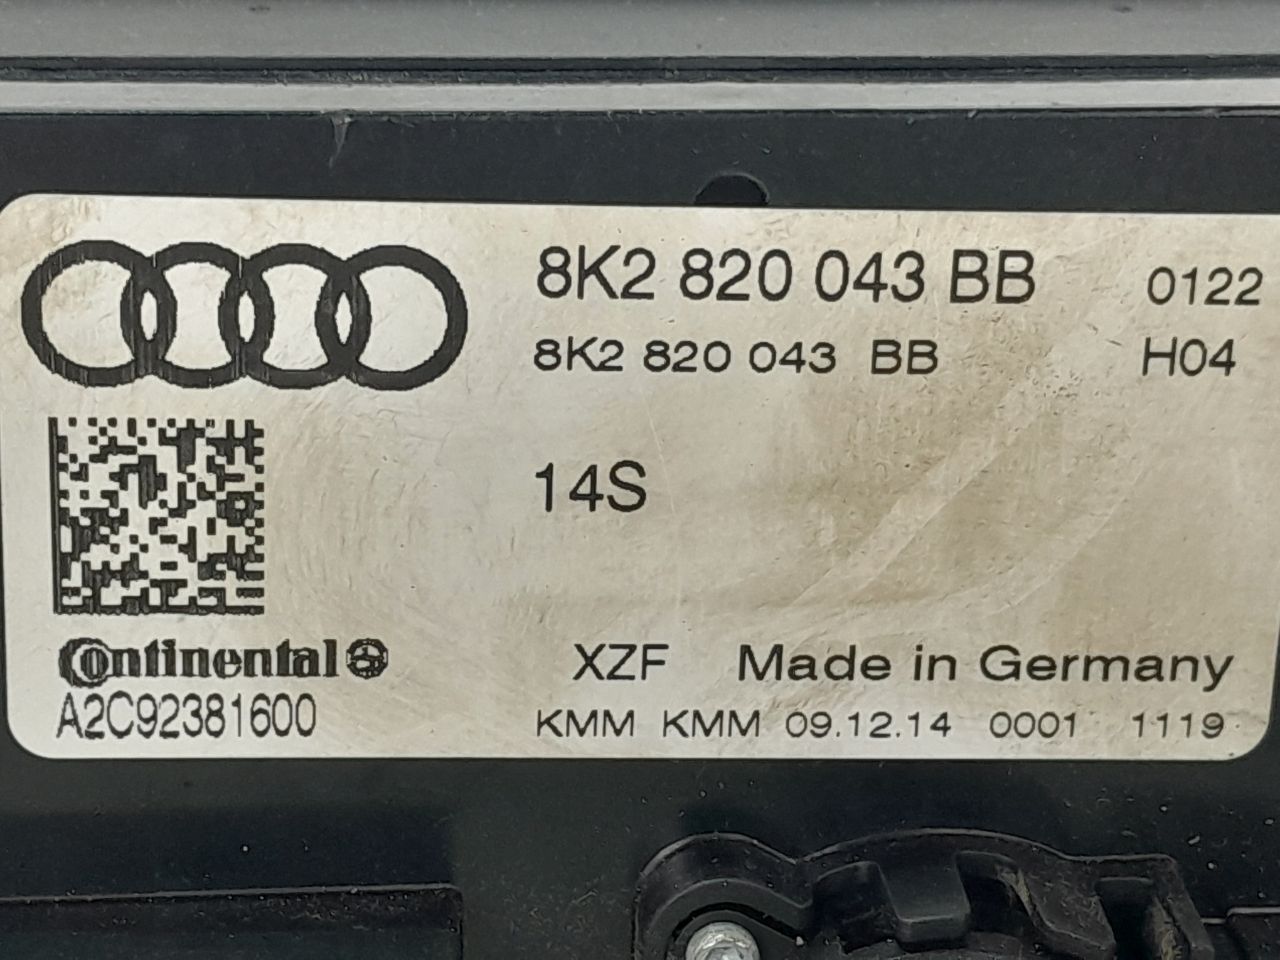 8K2 820 043 BB 0122
8K2 820 043 BB H04
14S
Continental
XZF Made in Germany
A2C92381600
KMM KMM 09.12.14 0001 1119